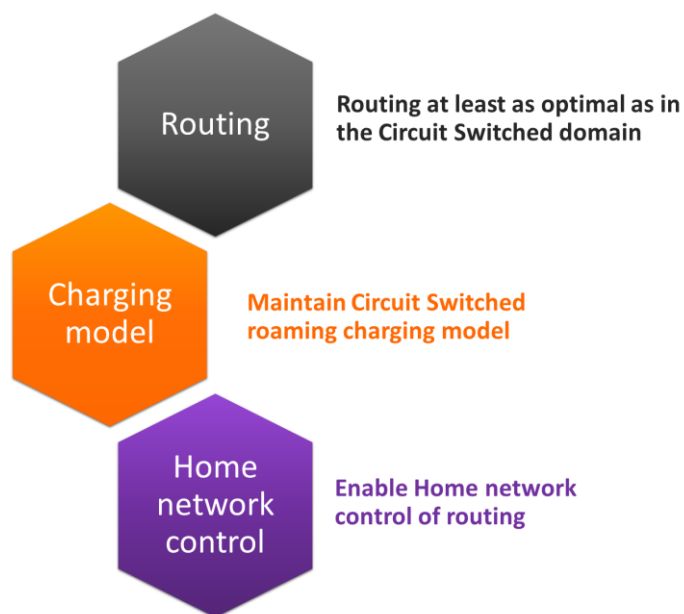 Routing
Routing at least as optimal as in
the Circuit Switched domain
Charging
model
Maintain Circuit Switched
roaming charging model
Home
network
control
Enable Home network
control of routing